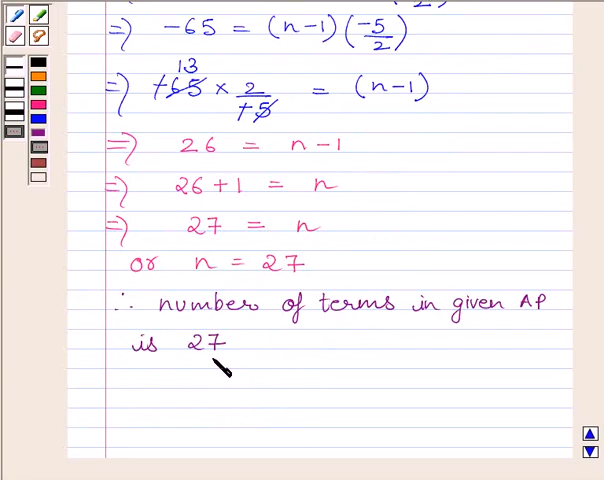 ⇒ -65 = (n-1)(-5/2)
⇒ -65 × 2/-5 = (n-1)
13
⇒ 26 = n-1
⇒ 26+1 = n
⇒ 27 = n
or n = 27
∴ number of terms in given AP
is 27